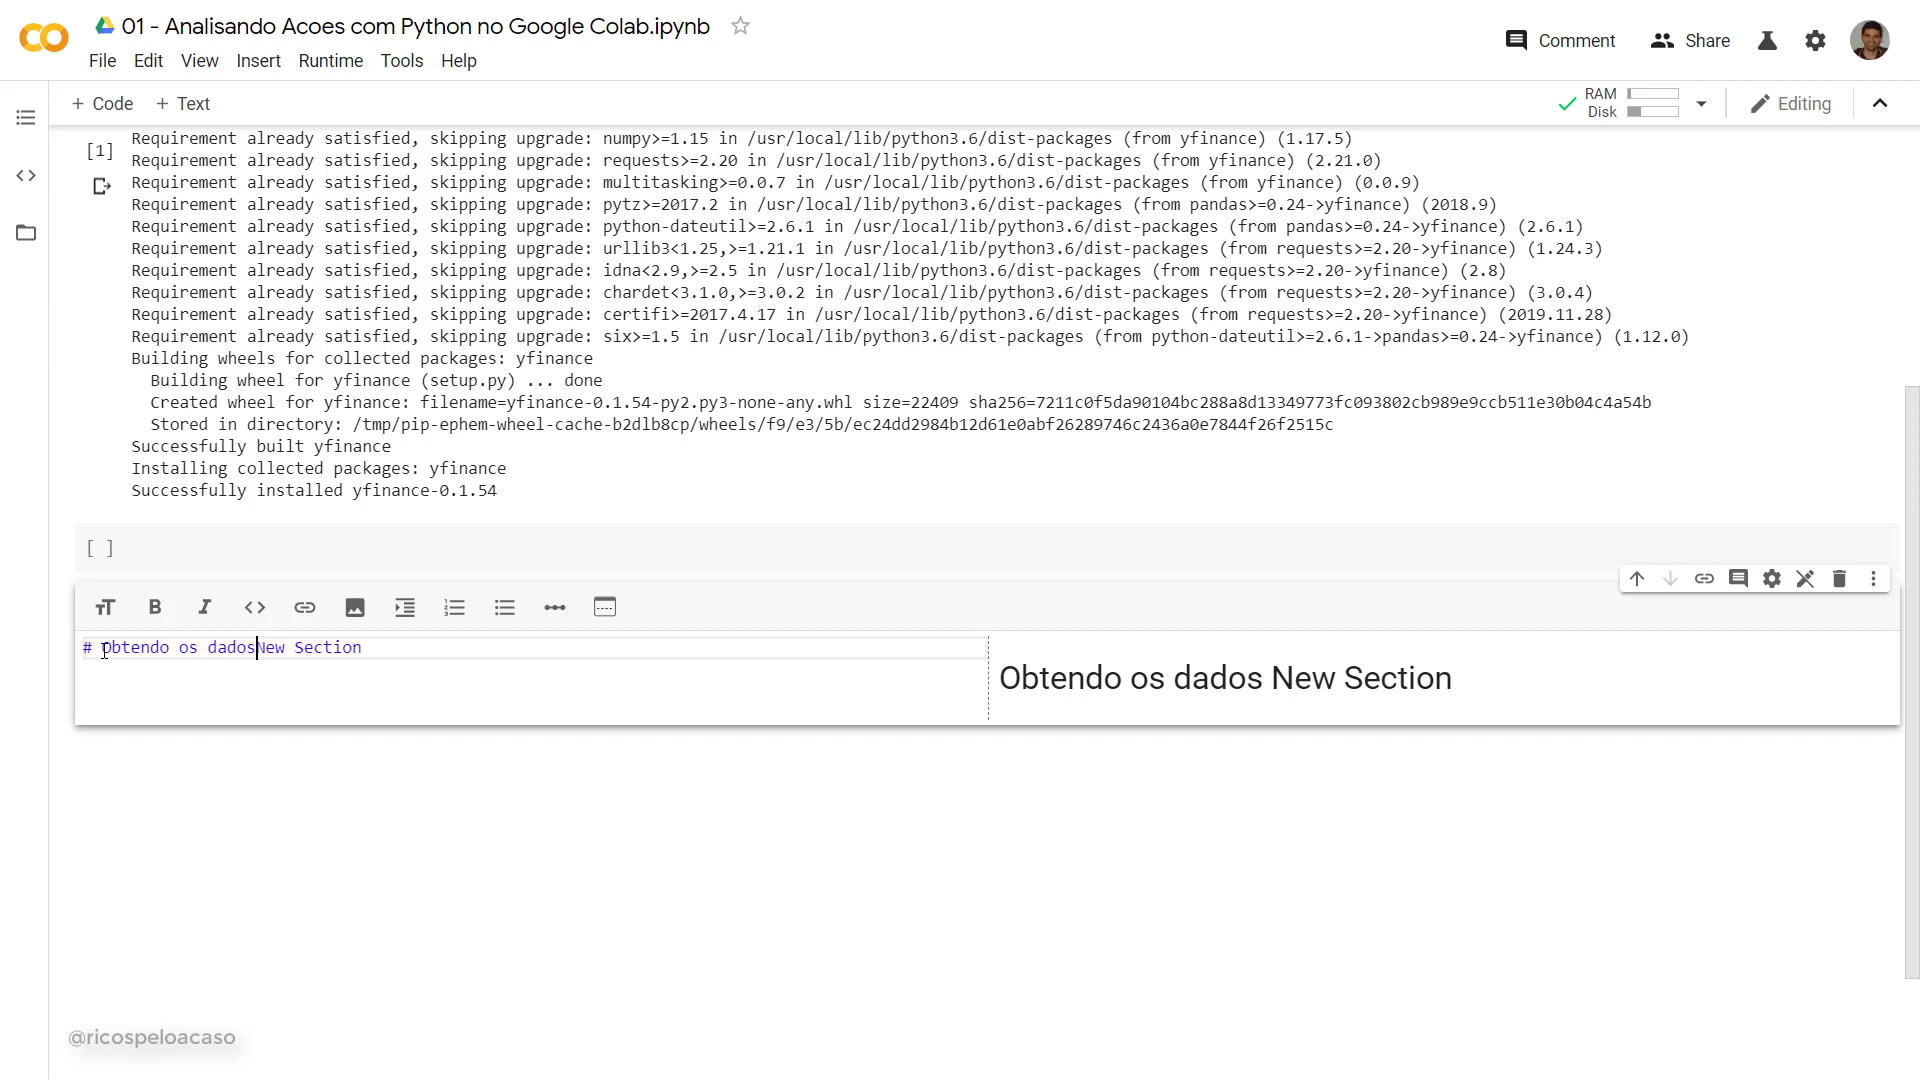 01 - Analisando Acoes com Python no Google Colab.ipynb
File Edit View Insert Runtime Tools Help
Comment Share
+ Code + Text
RAM
Disk
Editing
[1]
Requirement already satisfied, skipping upgrade: numpy>=1.15 in /usr/local/lib/python3.6/dist-packages (from yfinance) (1.17.5)
Requirement already satisfied, skipping upgrade: requests>=2.20 in /usr/local/lib/python3.6/dist-packages (from yfinance) (2.21.0)
Requirement already satisfied, skipping upgrade: multitasking>=0.0.7 in /usr/local/lib/python3.6/dist-packages (from yfinance) (0.0.9)
Requirement already satisfied, skipping upgrade: pytz>=2017.2 in /usr/local/lib/python3.6/dist-packages (from pandas>=0.24->yfinance) (2018.9)
Requirement already satisfied, skipping upgrade: python-dateutil>=2.6.1 in /usr/local/lib/python3.6/dist-packages (from pandas>=0.24->yfinance) (2.6.1)
Requirement already satisfied, skipping upgrade: urllib3<1.25,>=1.21.1 in /usr/local/lib/python3.6/dist-packages (from requests>=2.20->yfinance) (1.24.3)
Requirement already satisfied, skipping upgrade: idna<2.9,>=2.5 in /usr/local/lib/python3.6/dist-packages (from requests>=2.20->yfinance) (2.8)
Requirement already satisfied, skipping upgrade: chardet<3.1.0,>=3.0.2 in /usr/local/lib/python3.6/dist-packages (from requests>=2.20->yfinance) (3.0.4)
Requirement already satisfied, skipping upgrade: certifi>=2017.4.17 in /usr/local/lib/python3.6/dist-packages (from requests>=2.20->yfinance) (2019.11.28)
Requirement already satisfied, skipping upgrade: six>=1.5 in /usr/local/lib/python3.6/dist-packages (from python-dateutil>=2.6.1->pandas>=0.24->yfinance) (1.12.0)
Building wheels for collected packages: yfinance
Building wheel for yfinance (setup.py) ... done
Created wheel for yfinance: filename=yfinance-0.1.54-py2.py3-none-any.whl size=22409 sha256=7211c0f5da90104bc288a8d13349773fc093802cb989e9ccb511e30b04c4a54b
Stored in directory: /tmp/pip-ephem-wheel-cache-b2dlb8cp/wheels/f9/e3/5b/ec24dd2984b12d61e0abf26289746c2436a0e7844f26f2515c
Successfully built yfinance
Installing collected packages: yfinance
Successfully installed yfinance-0.1.54
[ ]
# Obtendo os dadosNew Section
Obtendo os dados New Section
@ricospeloacaso